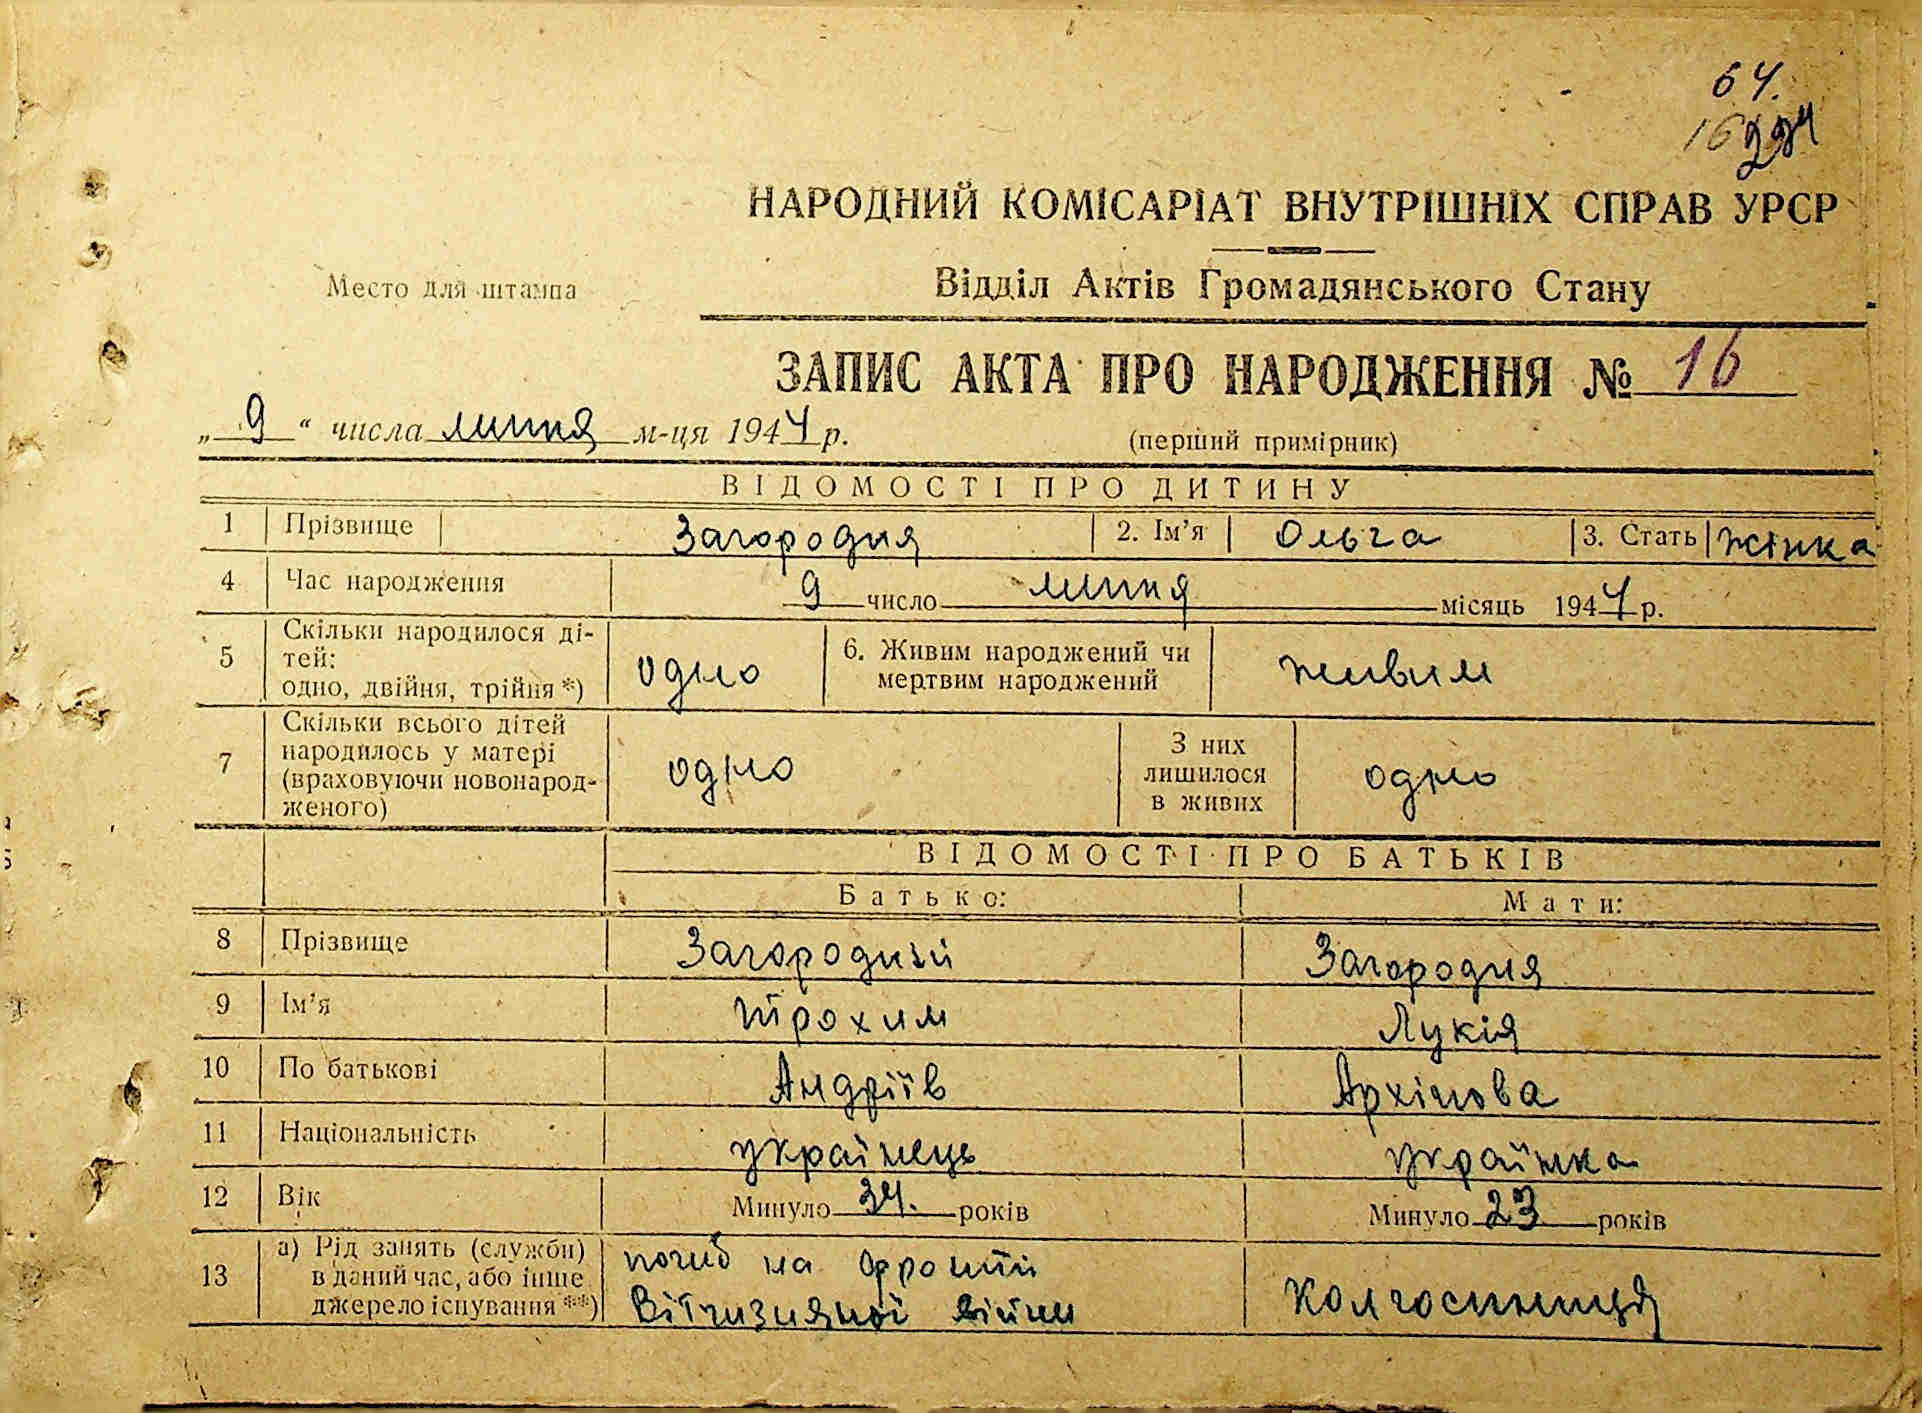 64.
16
224
НАРОДНИЙ КОМІСАРІАТ ВНУТРІШНІХ СПРАВ УРСР
Место для штампа
Відділ Актів Громадянського Стану
ЗАПИС АКТА ПРО НАРОДЖЕННЯ № 16
„ 9 “ числа липня м-ця 1944 р.
(перший примірник)
ВІДОМОСТІ ПРО ДИТИНУ
1 Прізвище Загородня 2. Ім’я Ольга 3. Стать жінка
4 Час народження 9 число липня місяць 1944 р.
5 Скільки народилося ді-
тей:
одно, двійня, трійня *) одно 6. Живим народжений чи
мертвим народжений живим
7 Скільки всього дітей
народилось у матері
(враховуючи новонарод-
женого) одно З них
лишилося
в живих одно
ВІДОМОСТІ ПРО БАТЬКІВ
Батько: Мати:
8 Прізвище Загородній Загородня
9 Ім’я Трохим Лукія
10 По батькові Андріїв Архіпова
11 Національність українець українка
12 Вік Минуло 34. років Минуло 23 років
13 а) Рід занять (служби)
в даний час, або інше
джерело існування **) погиб на фронті
Вітчизняної війни Колгоспниця